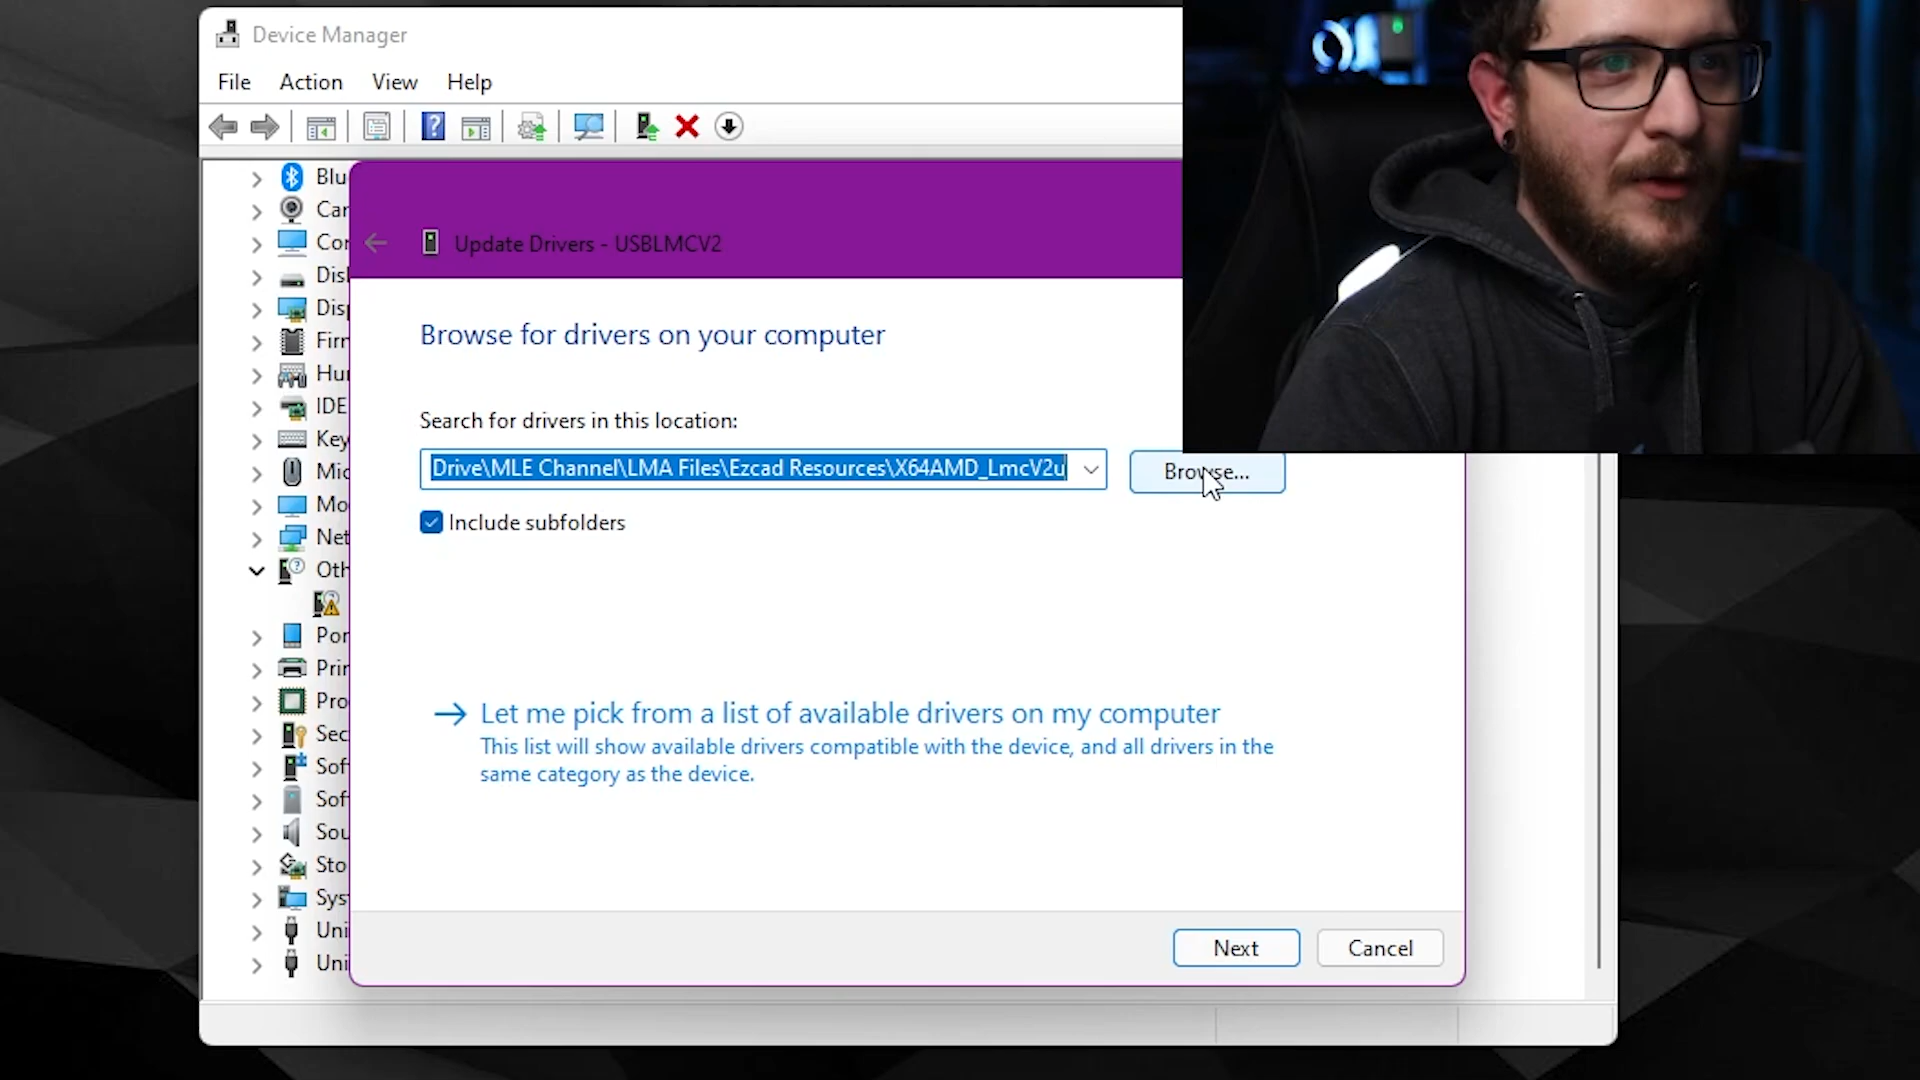 Device Manager
File Action View Help
Blu
Car
Cor
Disl
Disp
Firr
Hur
IDE
Key
Mic
Mo
Net
Oth
Por
Prir
Pro
Sec
Sof
Sof
Sou
Sto
Syst
Uni
Uni
Update Drivers - USBLMCV2
Browse for drivers on your computer
Search for drivers in this location:
Drive\MLE Channel\LMA Files\Ezcad Resources\X64AMD_LmcV2u
Browse...
Include subfolders
Let me pick from a list of available drivers on my computer
This list will show available drivers compatible with the device, and all drivers in the
same category as the device.
Next Cancel